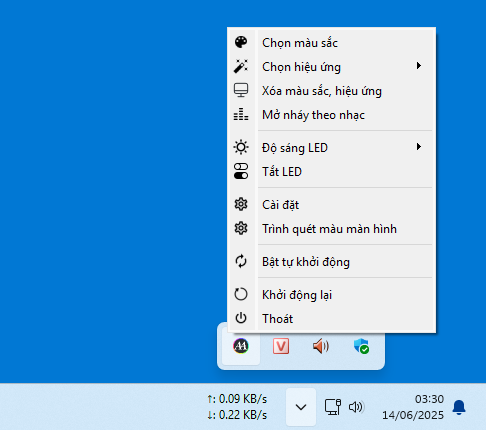 Chọn màu sắc
Chọn hiệu ứng
Xóa màu sắc, hiệu ứng
Mở nháy theo nhạc
Độ sáng LED
Tắt LED
Cài đặt
Trình quét màu màn hình
Bật tự khởi động
Khởi động lại
Thoát
V
↑: 0.09 KB/s
↓: 0.22 KB/s
03:30
14/06/2025